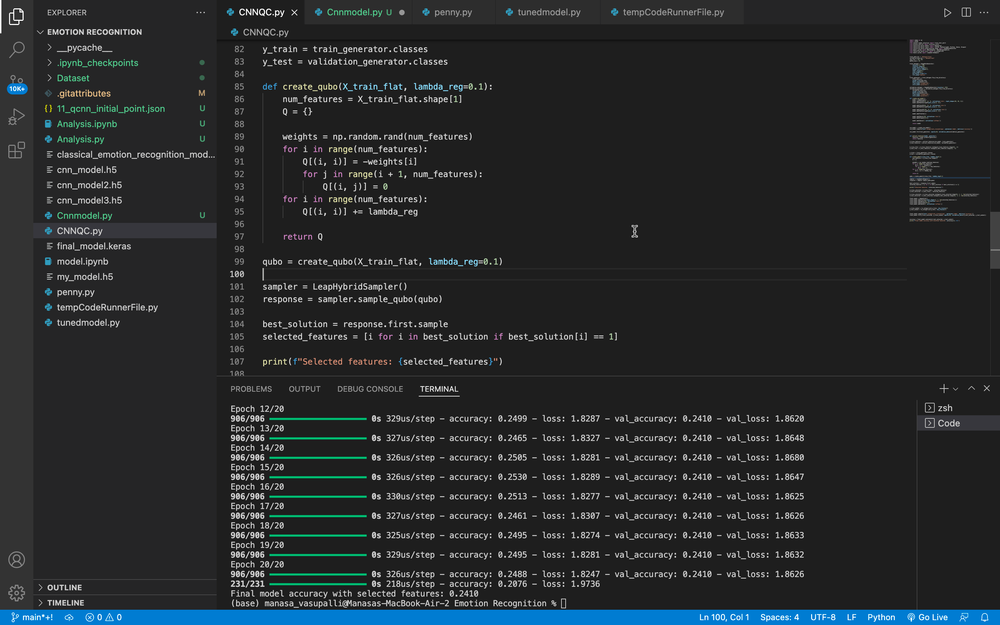 EXPLORER
EMOTION RECOGNITION
__pycache__
.ipynb_checkpoints
Dataset
.gitattributes M
11_qcnn_initial_point.json U
Analysis.ipynb U
Analysis.py U
classical_emotion_recognition_mod...
cnn_model.h5
cnn_model2.h5
cnn_model3.h5
Cnnmodel.py U
CNNQC.py
final_model.keras
model.ipynb
my_model.h5
penny.py
tempCodeRunnerFile.py
tunedmodel.py
OUTLINE
TIMELINE
10K+
CNNQC.py Cnnmodel.py U penny.py tunedmodel.py tempCodeRunnerFile.py
CNNQC.py
82 y_train = train_generator.classes
83 y_test = validation_generator.classes
84
85 def create_qubo(X_train_flat, lambda_reg=0.1):
86 num_features = X_train_flat.shape[1]
87 Q = {}
88
89 weights = np.random.rand(num_features)
90 for i in range(num_features):
91 Q[(i, i)] = -weights[i]
92 for j in range(i + 1, num_features):
93 Q[(i, j)] = 0
94 for i in range(num_features):
95 Q[(i, i)] += lambda_reg
96
97 return Q
98
99 qubo = create_qubo(X_train_flat, lambda_reg=0.1)
100
101 sampler = LeapHybridSampler()
102 response = sampler.sample_qubo(qubo)
103
104 best_solution = response.first.sample
105 selected_features = [i for i in best_solution if best_solution[i] == 1]
106
107 print(f"Selected features: {selected_features}")
108
PROBLEMS OUTPUT DEBUG CONSOLE TERMINAL
Epoch 12/20
906/906 0s 329us/step - accuracy: 0.2499 - loss: 1.8287 - val_accuracy: 0.2410 - val_loss: 1.8620
Epoch 13/20
906/906 0s 327us/step - accuracy: 0.2465 - loss: 1.8327 - val_accuracy: 0.2410 - val_loss: 1.8648
Epoch 14/20
906/906 0s 326us/step - accuracy: 0.2505 - loss: 1.8281 - val_accuracy: 0.2410 - val_loss: 1.8680
Epoch 15/20
906/906 0s 326us/step - accuracy: 0.2530 - loss: 1.8289 - val_accuracy: 0.2410 - val_loss: 1.8647
Epoch 16/20
906/906 0s 330us/step - accuracy: 0.2513 - loss: 1.8277 - val_accuracy: 0.2410 - val_loss: 1.8625
Epoch 17/20
906/906 0s 327us/step - accuracy: 0.2461 - loss: 1.8307 - val_accuracy: 0.2410 - val_loss: 1.8626
Epoch 18/20
906/906 0s 325us/step - accuracy: 0.2495 - loss: 1.8274 - val_accuracy: 0.2410 - val_loss: 1.8633
Epoch 19/20
906/906 0s 329us/step - accuracy: 0.2495 - loss: 1.8281 - val_accuracy: 0.2410 - val_loss: 1.8632
Epoch 20/20
906/906 0s 326us/step - accuracy: 0.2488 - loss: 1.8247 - val_accuracy: 0.2410 - val_loss: 1.8626
231/231 0s 218us/step - accuracy: 0.2076 - loss: 1.9736
Final model accuracy with selected features: 0.2410
(base) manasa_vasupalli@Manasas-MacBook-Air-2 Emotion Recognition %
zsh
Code
main*+! 0 0 Ln 100, Col 1 Spaces: 4 UTF-8 LF Python Go Live